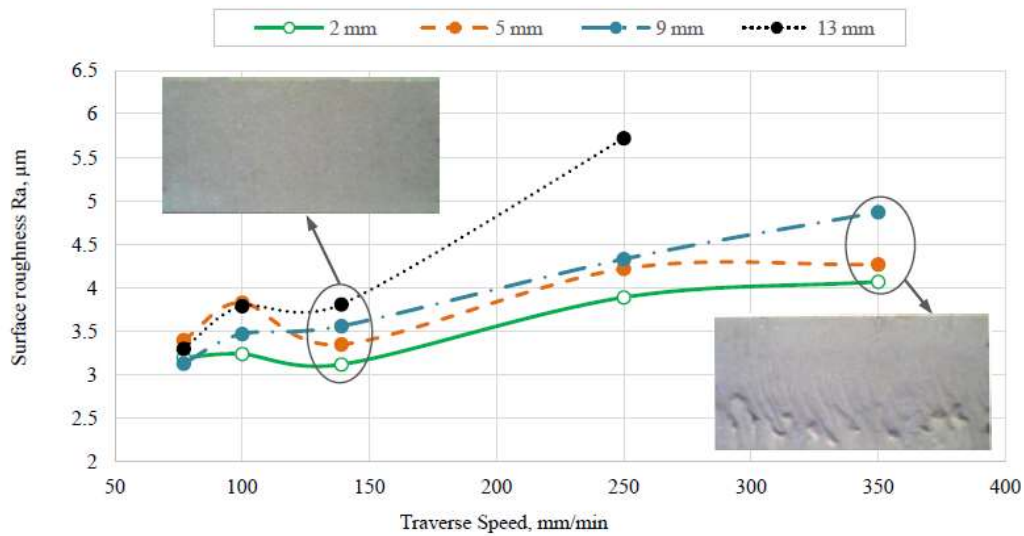 2 mm 5 mm 9 mm 13 mm
6.5
6
5.5
5
4.5
4
3.5
3
2.5
2
Surface roughness Ra, µm
50 100 150 200 250 300 350 400
Traverse Speed, mm/min